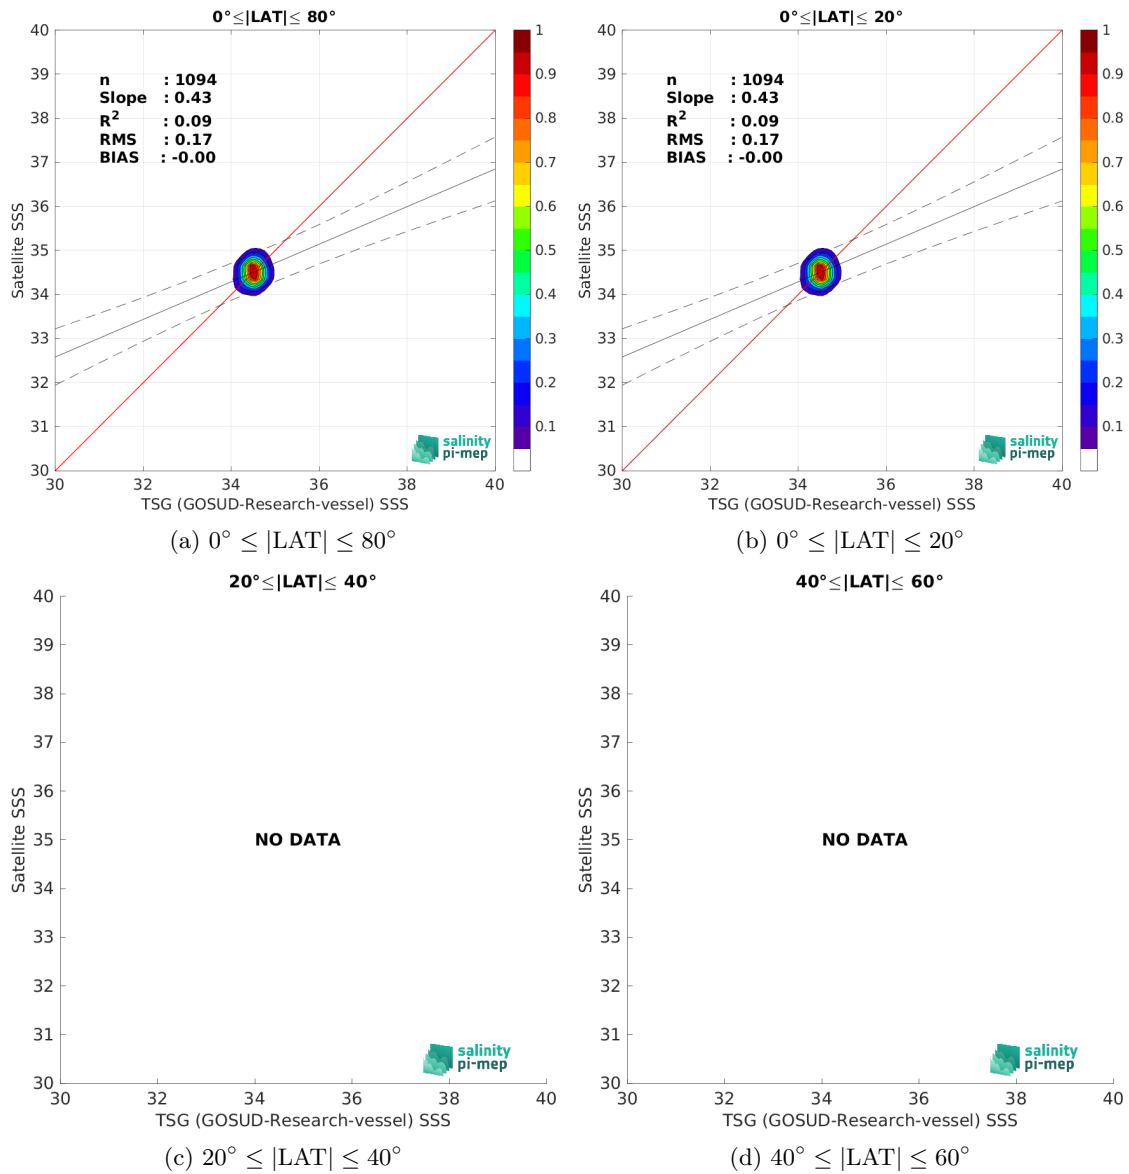 0°≤|LAT|≤ 80°
40
39
38
37
36
35
34
33
32
31
30
Satellite SSS
n : 1094
Slope : 0.43
R² : 0.09
RMS : 0.17
BIAS : -0.00
salinity
pi-mep
30 32 34 36 38 40
TSG (GOSUD-Research-vessel) SSS
1
0.9
0.8
0.7
0.6
0.5
0.4
0.3
0.2
0.1
(a) 0° ≤ |LAT| ≤ 80°
0°≤|LAT|≤ 20°
40
39
38
37
36
35
34
33
32
31
30
Satellite SSS
n : 1094
Slope : 0.43
R² : 0.09
RMS : 0.17
BIAS : -0.00
salinity
pi-mep
30 32 34 36 38 40
TSG (GOSUD-Research-vessel) SSS
1
0.9
0.8
0.7
0.6
0.5
0.4
0.3
0.2
0.1
(b) 0° ≤ |LAT| ≤ 20°
20°≤|LAT|≤ 40°
40
39
38
37
36
35
34
33
32
31
30
Satellite SSS
NO DATA
salinity
pi-mep
30 32 34 36 38 40
TSG (GOSUD-Research-vessel) SSS
(c) 20° ≤ |LAT| ≤ 40°
40°≤|LAT|≤ 60°
40
39
38
37
36
35
34
33
32
31
30
Satellite SSS
NO DATA
salinity
pi-mep
30 32 34 36 38 40
TSG (GOSUD-Research-vessel) SSS
(d) 40° ≤ |LAT| ≤ 60°